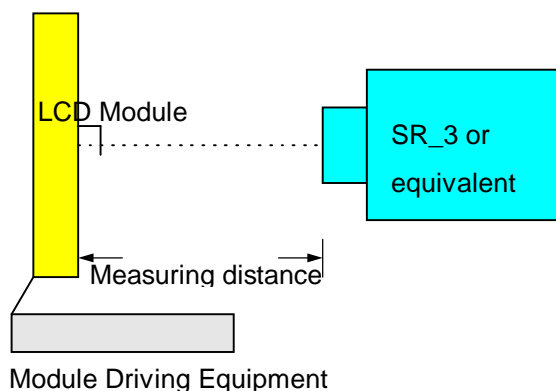 LCD Module
SR_3 or
equivalent
Measuring distance
Module Driving Equipment